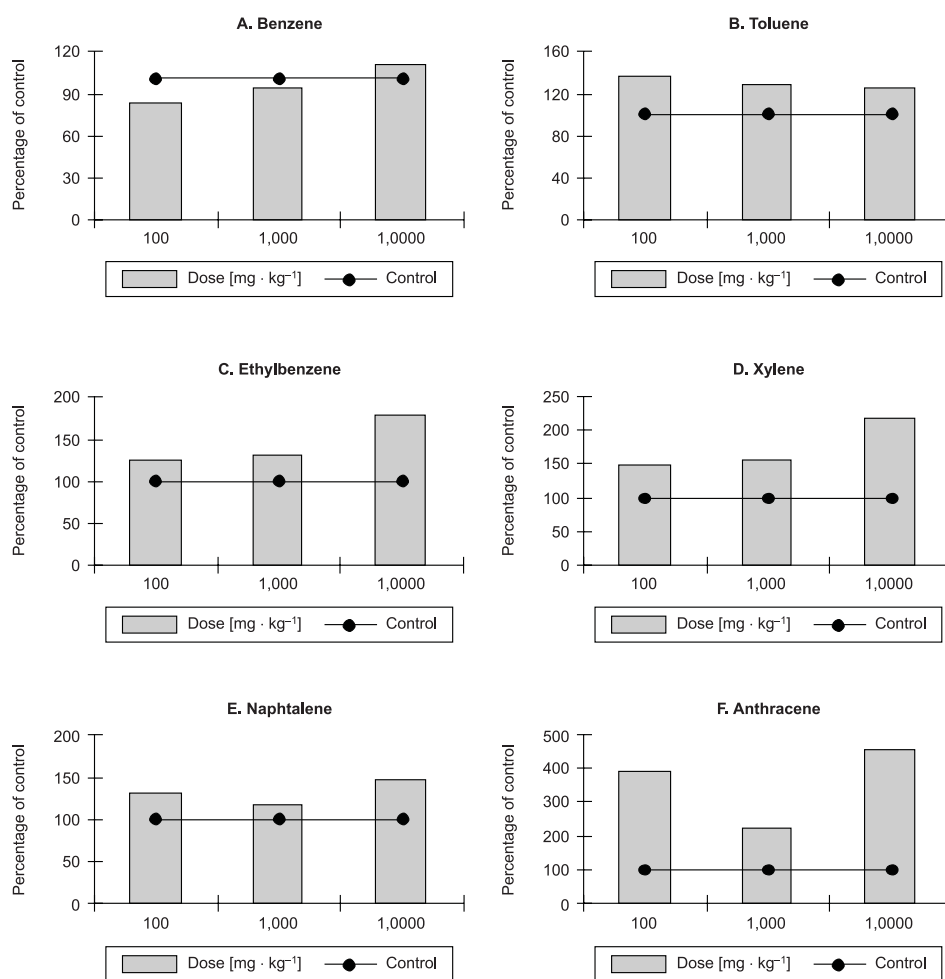 A. Benzene
Percentage of control
120
90
60
30
0
100 1,000 1,0000
Dose [mg · kg⁻¹] Control
B. Toluene
Percentage of control
160
120
80
40
0
100 1,000 1,0000
Dose [mg · kg⁻¹] Control
C. Ethylbenzene
Percentage of control
200
150
100
50
0
100 1,000 1,0000
Dose [mg · kg⁻¹] Control
D. Xylene
Percentage of control
250
200
150
100
50
0
100 1,000 1,0000
Dose [mg · kg⁻¹] Control
E. Naphtalene
Percentage of control
200
150
100
50
0
100 1,000 1,0000
Dose [mg · kg⁻¹] Control
F. Anthracene
Percentage of control
500
400
300
200
100
0
100 1,000 1,0000
Dose [mg · kg⁻¹] Control